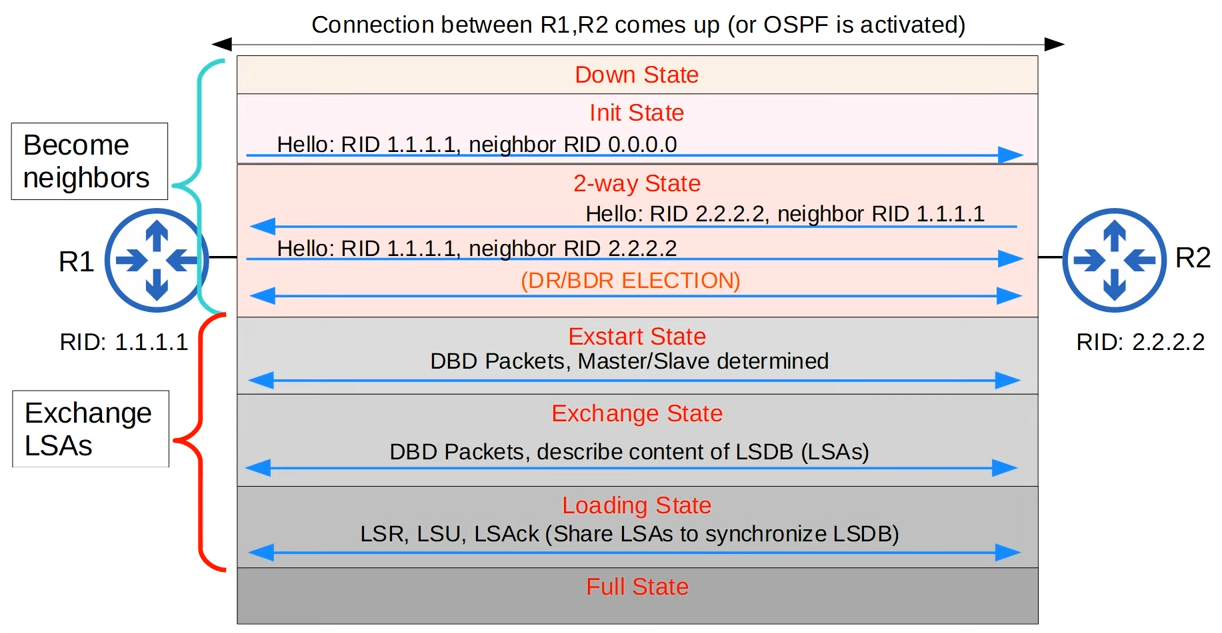 Connection between R1,R2 comes up (or OSPF is activated)
Down State
Init State
Hello: RID 1.1.1.1, neighbor RID 0.0.0.0
Become
neighbors
2-way State
Hello: RID 2.2.2.2, neighbor RID 1.1.1.1
Hello: RID 1.1.1.1, neighbor RID 2.2.2.2
(DR/BDR ELECTION)
R1
R2
RID: 1.1.1.1
RID: 2.2.2.2
Exstart State
DBD Packets, Master/Slave determined
Exchange
LSAs
Exchange State
DBD Packets, describe content of LSDB (LSAs)
Loading State
LSR, LSU, LSAck (Share LSAs to synchronize LSDB)
Full State